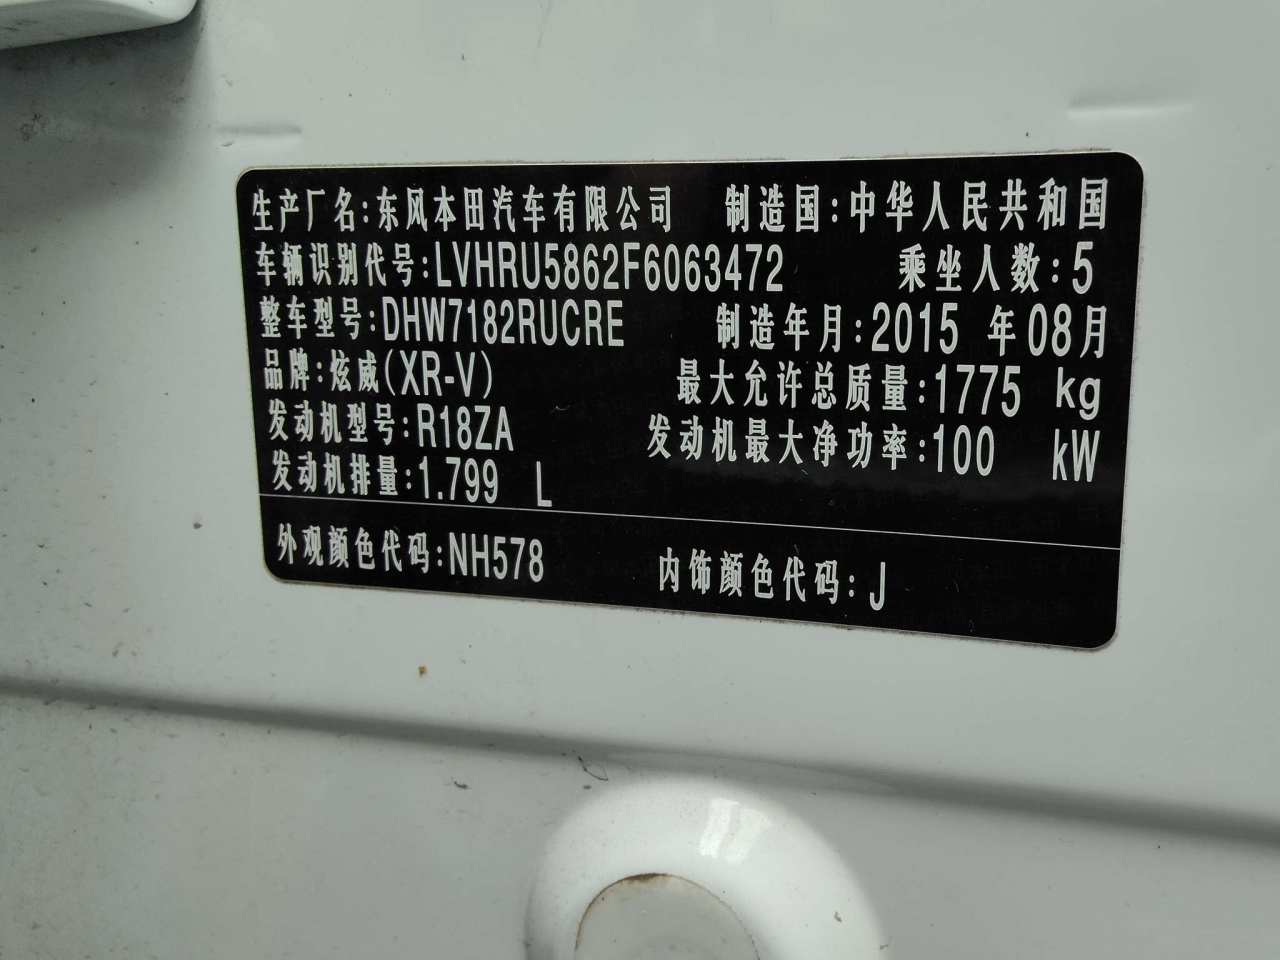 生产厂名:东风本田汽车有限公司 制造国:中华人民共和国
车辆识别代号:LVHRU5862F6063472 乘坐人数:5
整车型号:DHW7182RUCRE 制造年月:2015 年08月
品牌:炫威(XR-V) 最大允许总质量:1775 kg
发动机型号:R18ZA 发动机最大净功率:100 kW
发动机排量:1.799 L
外观颜色代码:NH578 内饰颜色代码:J